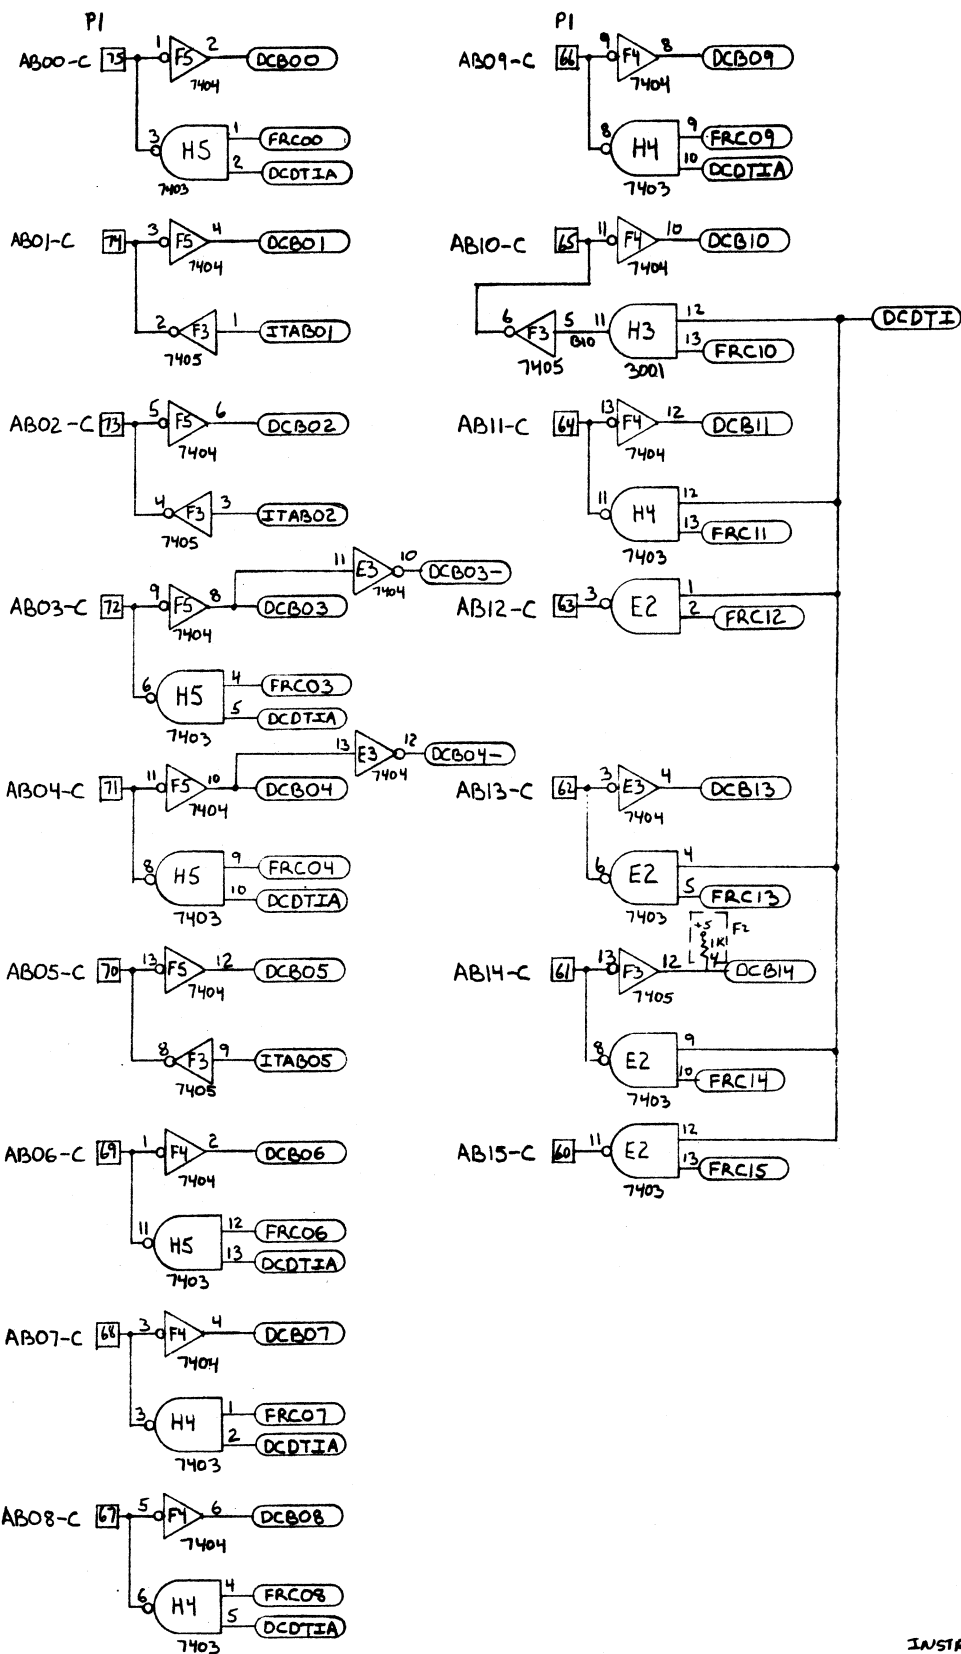 P1
AB00-C 75 1 F5 2 DCB00
7404
3 H5 1 FRC00
2 DCDTIA
7403
AB01-C 74 3 F5 4 DCB01
7404
2 F3 1 ITAB01
7405
AB02-C 73 5 F5 6 DCB02
7404
4 F3 3 ITAB02
7405
11 E3 10 DCB03-
7404
AB03-C 72 9 F5 8 DCB03
7404
6 H5 4 FRC03
5 DCDTIA
7403
13 E3 12 DCB04-
7404
AB04-C 71 11 F5 10 DCB04
7404
8 H5 9 FRC04
10 DCDTIA
7403
AB05-C 70 13 F5 12 DCB05
7404
8 F3 9 ITAB05
7405
AB06-C 69 1 F4 2 DCB06
7404
11 H5 12 FRC06
13 DCDTIA
7403
AB07-C 68 3 F4 4 DCB07
7404
3 H4 1 FRC07
2 DCDTIA
7403
AB08-C 67 5 F4 6 DCB08
7404
6 H4 4 FRC08
5 DCDTIA
7403
P1
AB09-C 66 9 F4 8 DCB09
7404
8 H4 9 FRC09
10 DCDTIA
7403
AB10-C 65 11 F4 10 DCB10
7404
6 F3 5 B10 11 H3 12 DCDTI
13 FRC10
7405 3001
AB11-C 64 13 F4 12 DCB11
7404
11 H4 12
13 FRC11
7403
AB12-C 63 3 E2 1
2 FRC12
AB13-C 62 3 E3 4 DCB13
7404
6 E2 4
5 FRC13
7403
+5 F2
1K
4
AB14-C 61 13 F3 12 DCB14
7405
8 E2 9
10 FRC14
7403
AB15-C 60 11 E2 12
13 FRC15
7403
INSTR